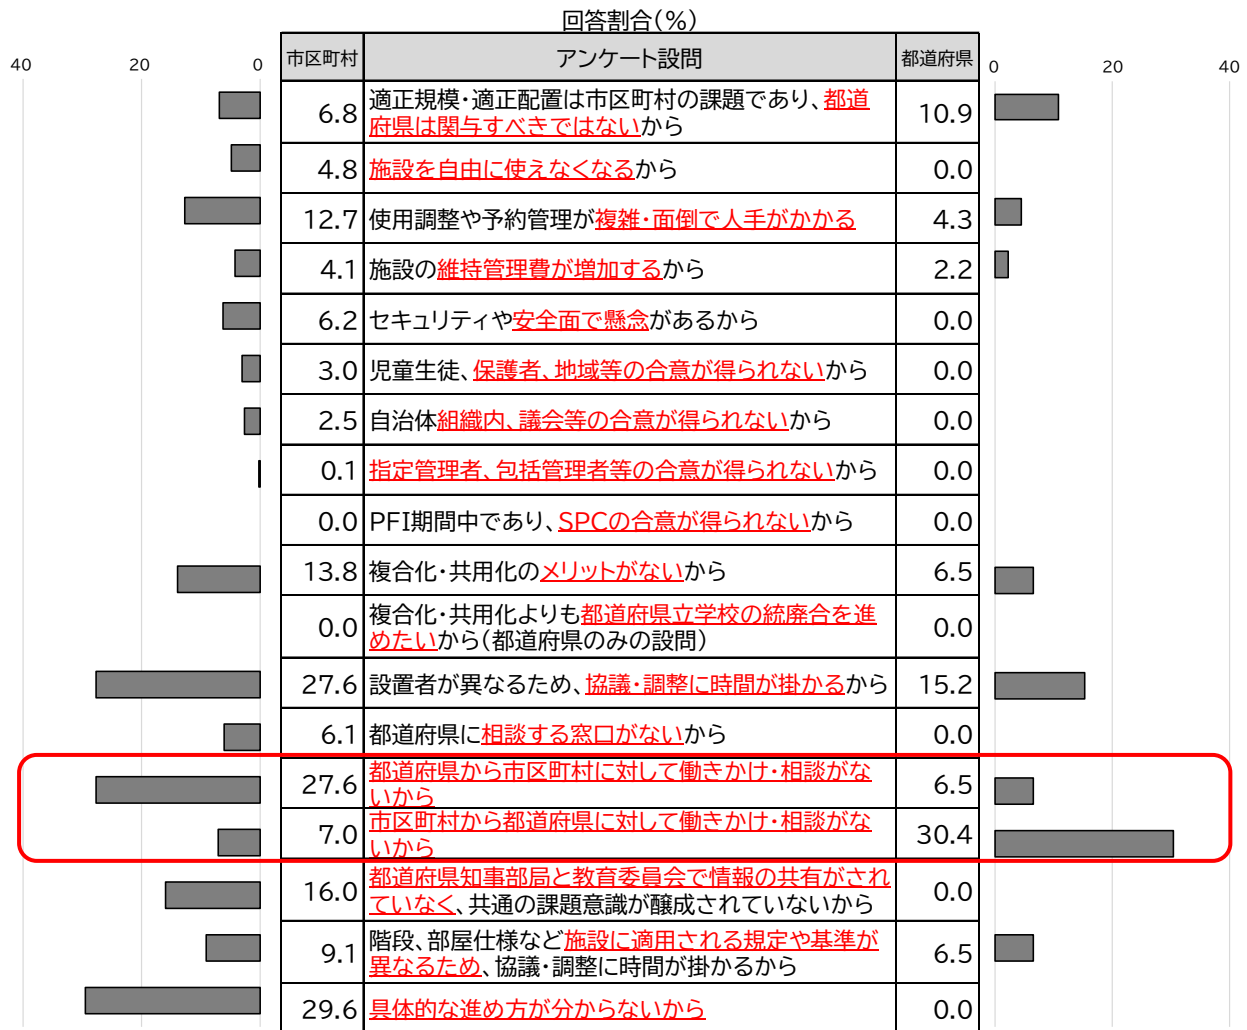 回答割合(%)
市区町村 アンケート設問 都道府県
40 20 0 0 20 40
6.8 適正規模・適正配置は市区町村の課題であり、都道 10.9
府県は関与すべきではないから
4.8 施設を自由に使えなくなるから 0.0
12.7 使用調整や予約管理が複雑・面倒で人手がかかる 4.3
4.1 施設の維持管理費が増加するから 2.2
6.2 セキュリティや安全面で懸念があるから 0.0
3.0 児童生徒、保護者、地域等の合意が得られないから 0.0
2.5 自治体組織内、議会等の合意が得られないから 0.0
0.1 指定管理者、包括管理者等の合意が得られないから 0.0
0.0 PFI期間中であり、SPCの合意が得られないから 0.0
13.8 複合化・共用化のメリットがないから 6.5
0.0 複合化・共用化よりも都道府県立学校の統廃合を進 0.0
めたいから(都道府県のみの設問)
27.6 設置者が異なるため、協議・調整に時間が掛かるから 15.2
6.1 都道府県に相談する窓口がないから 0.0
27.6 都道府県から市区町村に対して働きかけ・相談がな 6.5
いから
7.0 市区町村から都道府県に対して働きかけ・相談がな 30.4
いから
16.0 都道府県知事部局と教育委員会で情報の共有がされ 0.0
ていなく、共通の課題意識が醸成されていないから
9.1 階段、部屋仕様など施設に適用される規定や基準が 6.5
異なるため、協議・調整に時間が掛かるから
29.6 具体的な進め方が分からないから 0.0